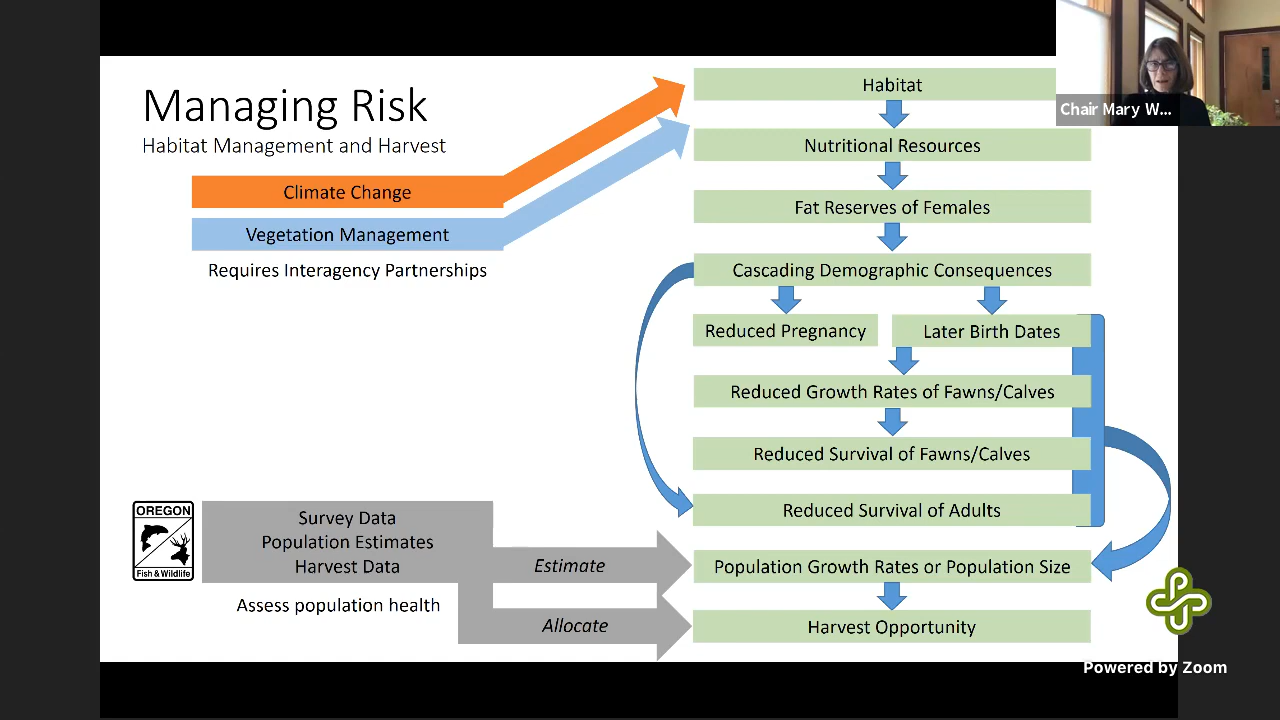 Managing Risk
Habitat Management and Harvest
Climate Change
Vegetation Management
Requires Interagency Partnerships
Habitat
Nutritional Resources
Fat Reserves of Females
Cascading Demographic Consequences
Reduced Pregnancy
Later Birth Dates
Reduced Growth Rates of Fawns/Calves
Reduced Survival of Fawns/Calves
Reduced Survival of Adults
Population Growth Rates or Population Size
Harvest Opportunity
OREGON
Fish & Wildlife
Survey Data
Population Estimates
Harvest Data
Assess population health
Estimate
Allocate
Chair Mary W...
Powered by Zoom